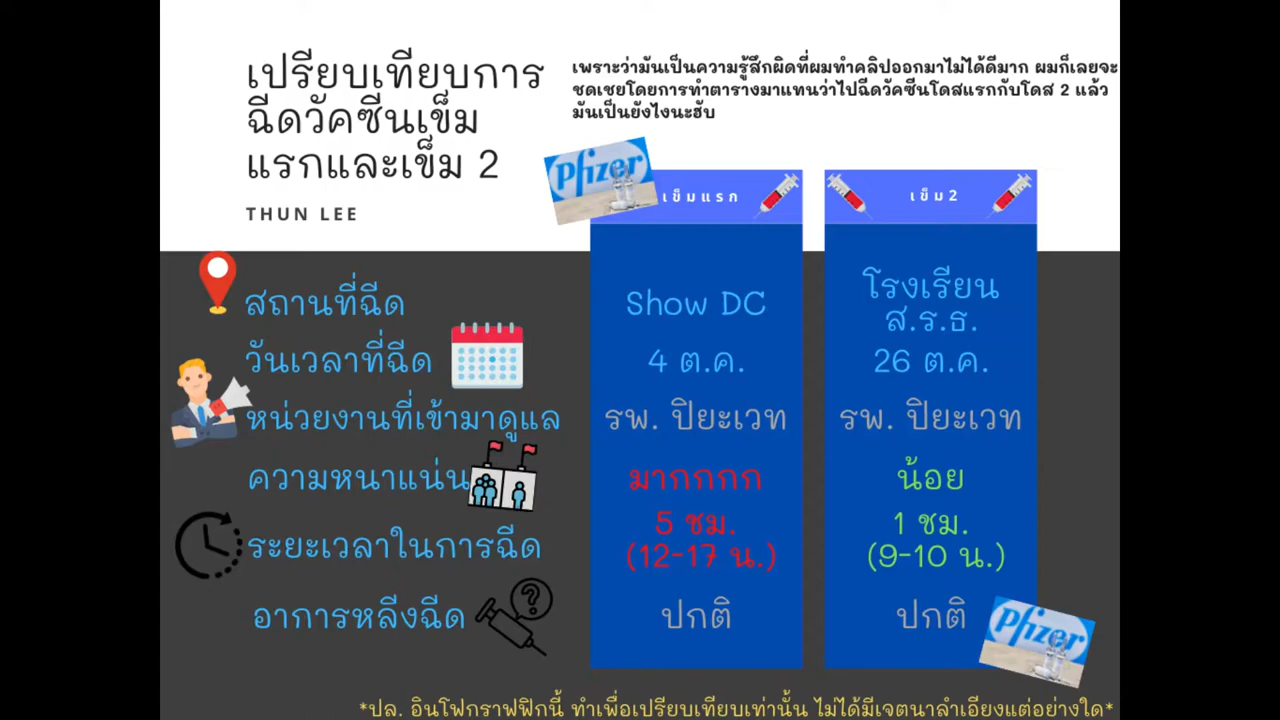 เปรียบเทียบการ
ฉีดวัคซีนเข็ม
แรกและเข็ม 2
THUN LEE
เพราะว่ามันเป็นความรู้สึกผิดที่ผมทำคลิปออกมาไม่ได้ดีมาก ผมก็เลยจะ
ชดเชยโดยการทำตารางมาแทนว่าไปฉีดวัคซีนโดสแรกกับโดส 2 แล้ว
มันเป็นยังไงนะฮับ
Pfizer
เข็มแรก
เข็ม2
สถานที่ฉีด
Show DC
โรงเรียน
ส.ร.ธ.
วันเวลาที่ฉีด
4 ต.ค.
26 ต.ค.
หน่วยงานที่เข้ามาดูแล
รพ. ปิยะเวท
รพ. ปิยะเวท
ความหนาแน่น
มากกกก
น้อย
ระยะเวลาในการฉีด
5 ชม.
(12-17 น.)
1 ชม.
(9-10 น.)
อาการหลีงฉีด
ปกติ
ปกติ
Pfizer
*ปล. อินโฟกราฟฟิกนี้ ทำเพื่อเปรียบเทียบเท่านั้น ไม่ได้มีเจตนาลำเอียงแต่อย่างใด*